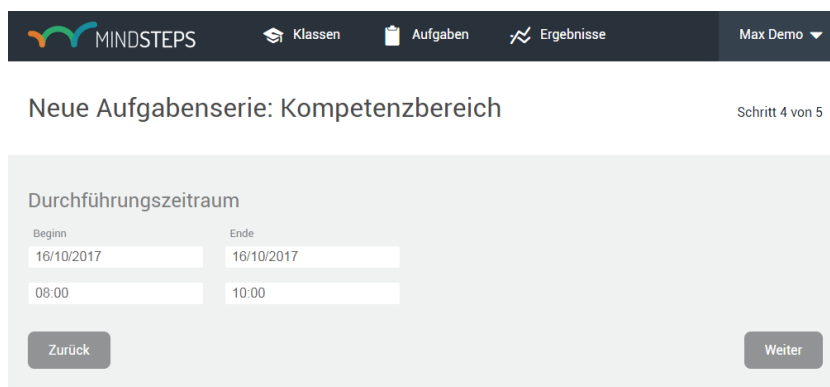 MINDSTEPS Klassen Aufgaben Ergebnisse Max Demo
Neue Aufgabenserie: Kompetenzbereich Schritt 4 von 5
Durchführungszeitraum
Beginn Ende
16/10/2017 16/10/2017
08:00 10:00
Zurück Weiter